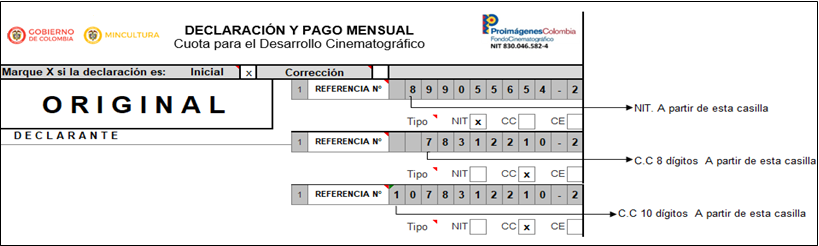 GOBIERNO DE COLOMBIA
MINCULTURA
DECLARACIÓN Y PAGO MENSUAL
Cuota para el Desarrollo Cinematográfico
ProimágenesColombia
FondoCinematográfico
NIT 830.046.582-4
Marque X si la declaración es: Inicial x Corrección
ORIGINAL
DECLARANTE
1 REFERENCIA Nº 8 9 9 0 5 5 6 5 4 - 2
NIT. A partir de esta casilla
Tipo NIT x CC CE
1 REFERENCIA Nº 7 8 3 1 2 2 1 0 - 2
C.C 8 dígitos A partir de esta casilla
Tipo NIT CC x CE
1 REFERENCIA Nº 1 0 7 8 3 1 2 2 1 0 - 2
C.C 10 dígitos A partir de esta casilla
Tipo NIT CC x CE